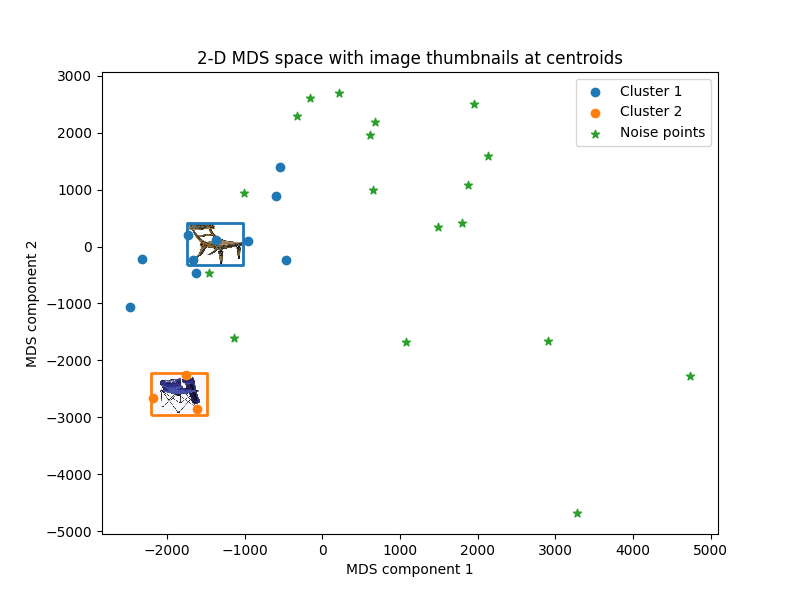 2-D MDS space with image thumbnails at centroids
Cluster 1
Cluster 2
Noise points
MDS component 2
3000
2000
1000
0
−1000
−2000
−3000
−4000
−5000
−2000 −1000 0 1000 2000 3000 4000 5000
MDS component 1